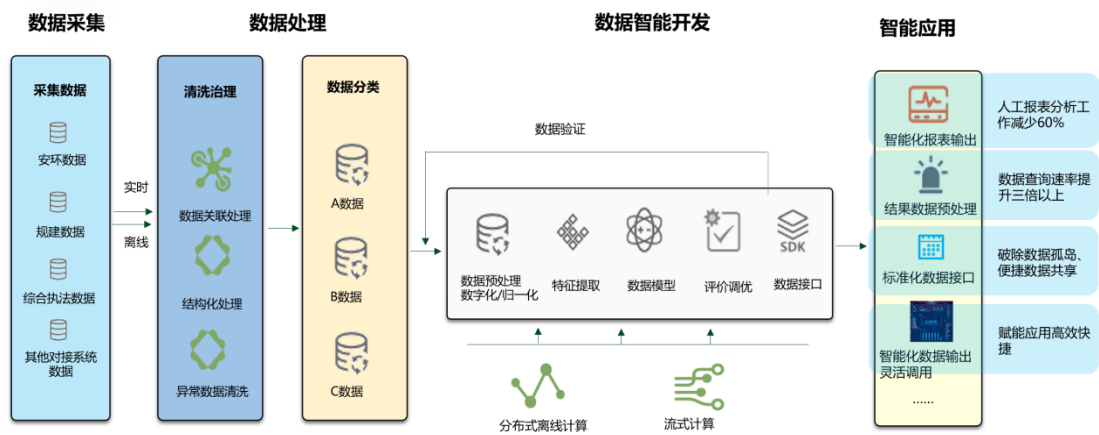 数据采集
数据处理
数据智能开发
智能应用
采集数据
安环数据
规建数据
综合执法数据
其他对接系统
数据
实时
离线
清洗治理
数据关联处理
结构化处理
异常数据清洗
数据分类
A数据
B数据
C数据
数据验证
数据预处理
数字化/归一化
特征提取
数据模型
评价调优
SDK
数据接口
分布式离线计算
流式计算
智能化报表输出
人工报表分析工
作减少60%
结果数据预处理
数据查询速率提
升三倍以上
标准化数据接口
破除数据孤岛、
便捷数据共享
智能化数据输出
灵活调用
赋能应用高效快
捷
......